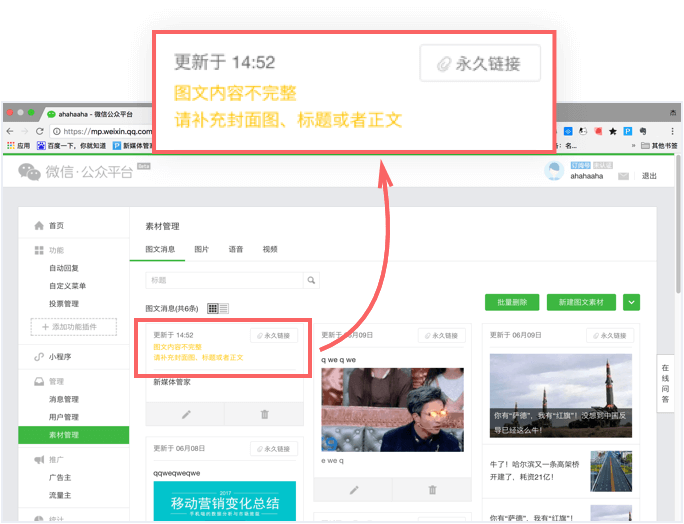 更新于 14:52
永久链接
图文内容不完整
请补充封面图、标题或者正文
ahahaaha - 微信公众平台
https://mp.weixin.qq.com
应用
百度一下，你就知道
新媒体管家
其他书签
微信·公众平台
Beta
订阅号
未认证
ahahaaha
退出
首页
功能
自动回复
自定义菜单
投票管理
+ 添加功能插件
小程序
管理
消息管理
用户管理
素材管理
推广
广告主
流量主
统计
素材管理
图文消息
图片
语音
视频
标题
图文消息(共6条)
批量删除
新建图文素材
更新于 14:52
永久链接
图文内容不完整
请补充封面图、标题或者正文
新媒体管家
更新于 06月08日
永久链接
qqweqweqwe
2017
移动营销变化总结
更新于 06月09日
永久链接
q we q we
e we q
更新于 06月09日
永久链接
你有“萨德”，我有“红旗”！没想到中国反
导已经这么牛！
牛了！哈尔滨又一条高架桥
开建了，耗资21亿！
在线问答